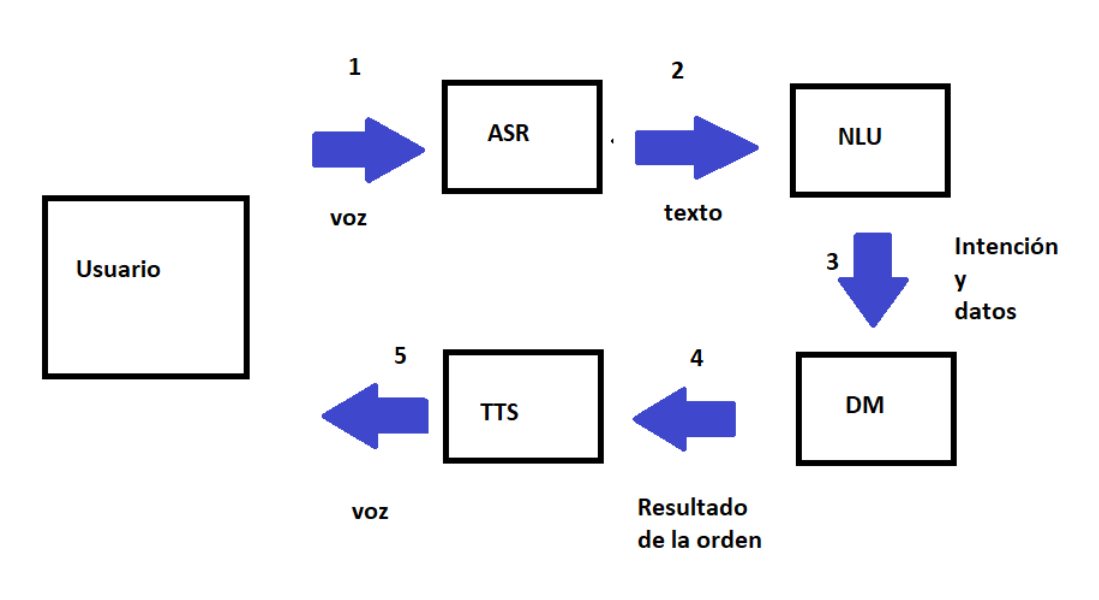 1
2
ASR
NLU
voz
texto
Usuario
3
Intención
y
datos
5
4
TTS
DM
voz
Resultado
de la orden